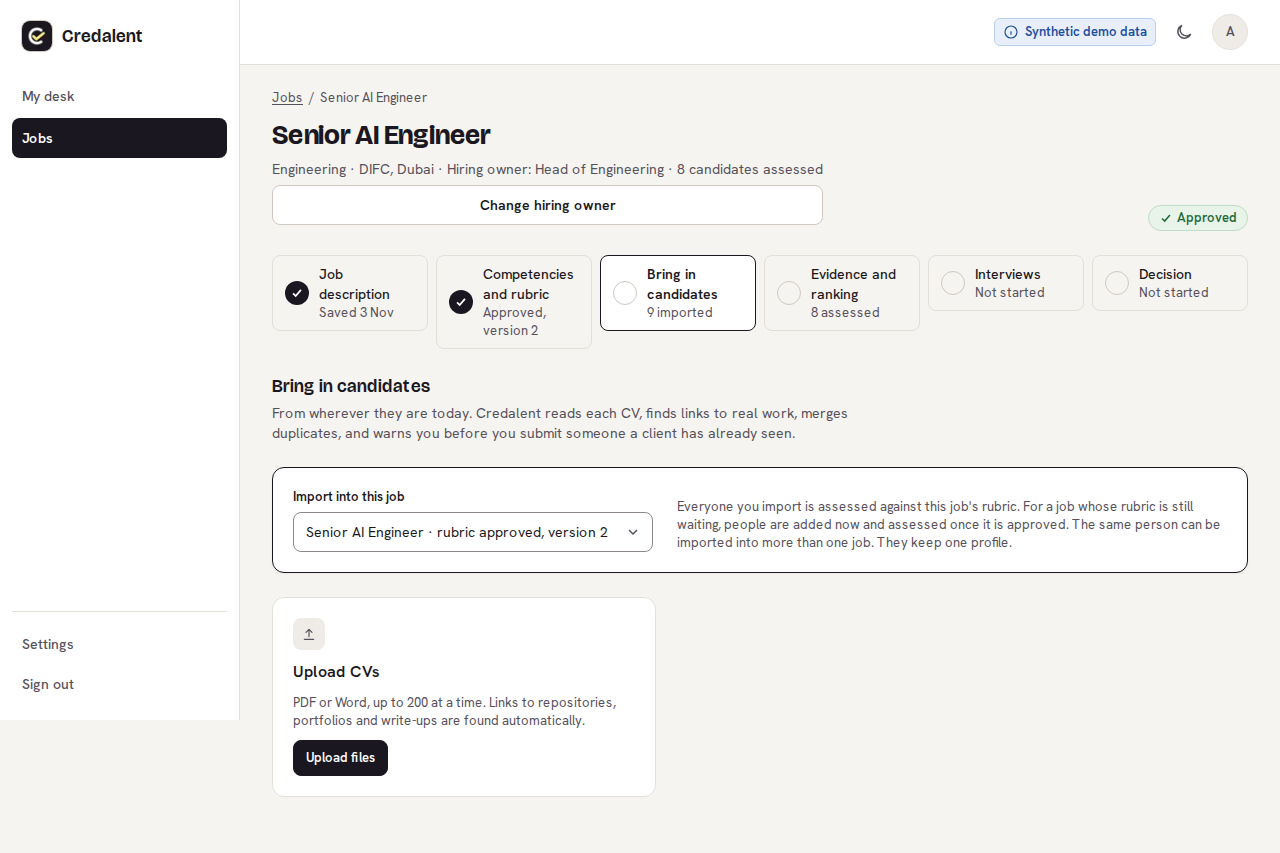 Credalent
Synthetic demo data
A
My desk
Jobs
Settings
Sign out
Jobs / Senior AI Engineer
Senior AI Engineer
Engineering · DIFC, Dubai · Hiring owner: Head of Engineering · 8 candidates assessed
Change hiring owner
Approved
Job
description
Saved 3 Nov
Competencies
and rubric
Approved,
version 2
Bring in
candidates
9 imported
Evidence and
ranking
8 assessed
Interviews
Not started
Decision
Not started
Bring in candidates
From wherever they are today. Credalent reads each CV, finds links to real work, merges
duplicates, and warns you before you submit someone a client has already seen.
Import into this job
Senior AI Engineer · rubric approved, version 2
Everyone you import is assessed against this job's rubric. For a job whose rubric is still
waiting, people are added now and assessed once it is approved. The same person can be
imported into more than one job. They keep one profile.
Upload CVs
PDF or Word, up to 200 at a time. Links to repositories,
portfolios and write-ups are found automatically.
Upload files